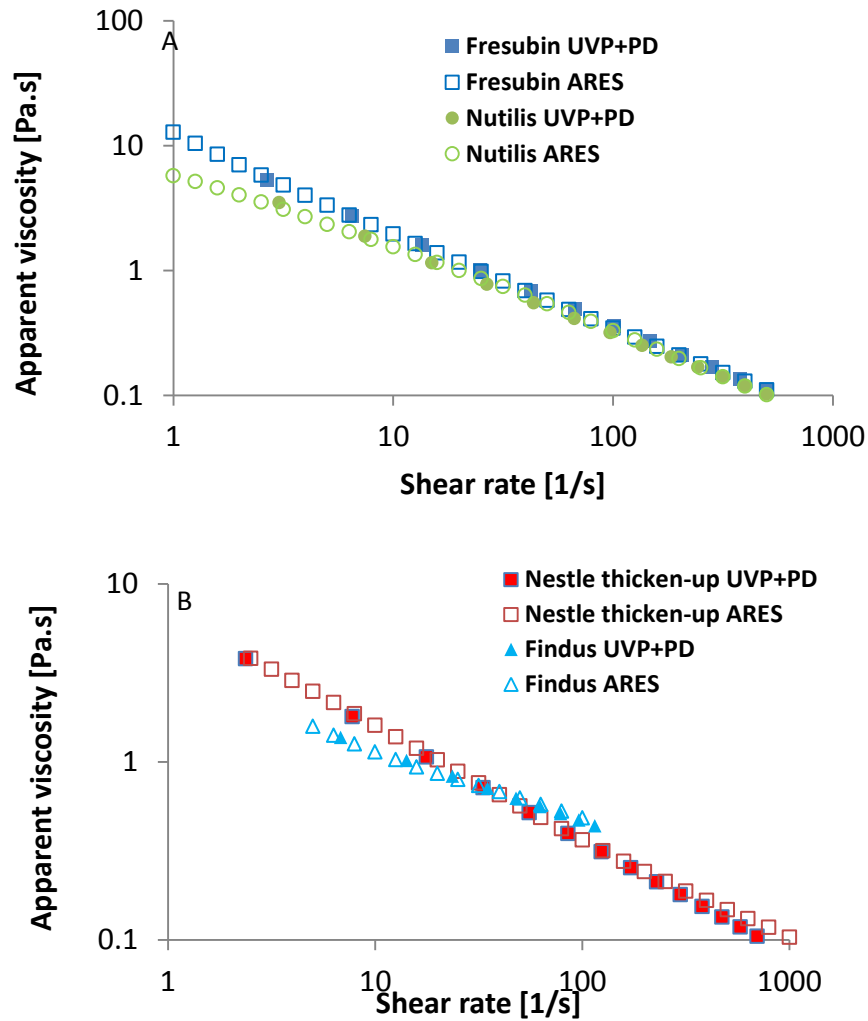 100
A
Fresubin UVP+PD
Fresubin ARES
Nutilis UVP+PD
Nutilis ARES
10
1
0.1
Apparent viscosity [Pa.s]
1 10 100 1000
Shear rate [1/s]
10
B
Nestle thicken-up UVP+PD
Nestle thicken-up ARES
Findus UVP+PD
Findus ARES
1
0.1
Apparent viscosity [Pa.s]
1 10 100 1000
Shear rate [1/s]